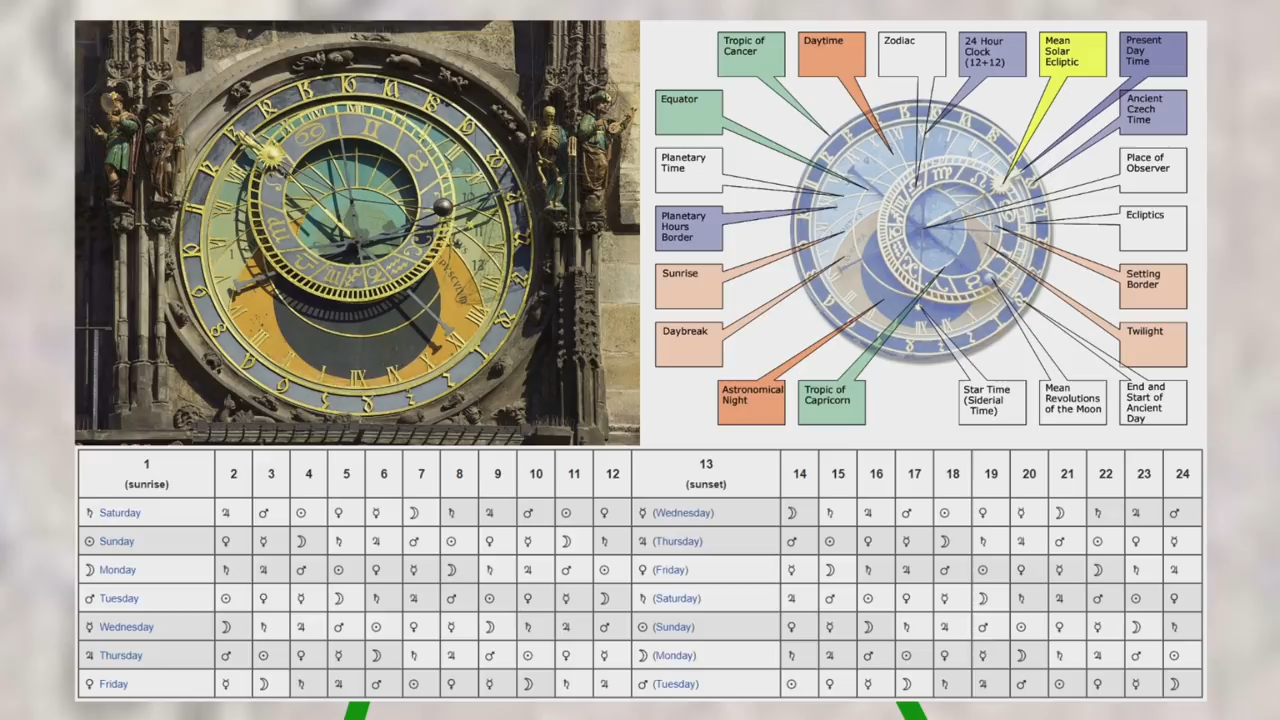 Tropic of
Cancer
Daytime
Zodiac
24 Hour
Clock
(12+12)
Mean
Solar
Ecliptic
Present
Day
Time
Equator
Ancient
Czech
Time
Planetary
Time
Place of
Observer
Planetary
Hours
Border
Ecliptics
Sunrise
Setting
Border
Daybreak
Twilight
Astronomical
Night
Tropic of
Capricorn
Star Time
(Siderial
Time)
Mean
Revolutions
of the Moon
End and
Start of
Ancient
Day
1 (sunrise) 2 3 4 5 6 7 8 9 10 11 12 13 (sunset) 14 15 16 17 18 19 20 21 22 23 24
♄ Saturday ♃ ♂ ☉ ♀ ☿ ☽ ♄ ♃ ♂ ☉ ♀ ☿ (Wednesday) ☽ ♄ ♃ ♂ ☉ ♀ ☿ ☽ ♄ ♃ ♂
☉ Sunday ♀ ☿ ☽ ♄ ♃ ♂ ☉ ♀ ☿ ☽ ♄ ♃ (Thursday) ♂ ☉ ♀ ☿ ☽ ♄ ♃ ♂ ☉ ♀ ☿
☽ Monday ♄ ♃ ♂ ☉ ♀ ☿ ☽ ♄ ♃ ♂ ☉ ♀ (Friday) ☿ ☽ ♄ ♃ ♂ ☉ ♀ ☿ ☽ ♄ ♃
♂ Tuesday ☉ ♀ ☿ ☽ ♄ ♃ ♂ ☉ ♀ ☿ ☽ ♄ (Saturday) ♃ ♂ ☉ ♀ ☿ ☽ ♄ ♃ ♂ ☉ ♀
☿ Wednesday ☽ ♄ ♃ ♂ ☉ ♀ ☿ ☽ ♄ ♃ ♂ ☉ (Sunday) ♀ ☿ ☽ ♄ ♃ ♂ ☉ ♀ ☿ ☽ ♄
♃ Thursday ♂ ☉ ♀ ☿ ☽ ♄ ♃ ♂ ☉ ♀ ☿ ☽ (Monday) ♄ ♃ ♂ ☉ ♀ ☿ ☽ ♄ ♃ ♂ ☉
♀ Friday ☿ ☽ ♄ ♃ ♂ ☉ ♀ ☿ ☽ ♄ ♃ ♂ (Tuesday) ☉ ♀ ☿ ☽ ♄ ♃ ♂ ☉ ♀ ☿ ☽